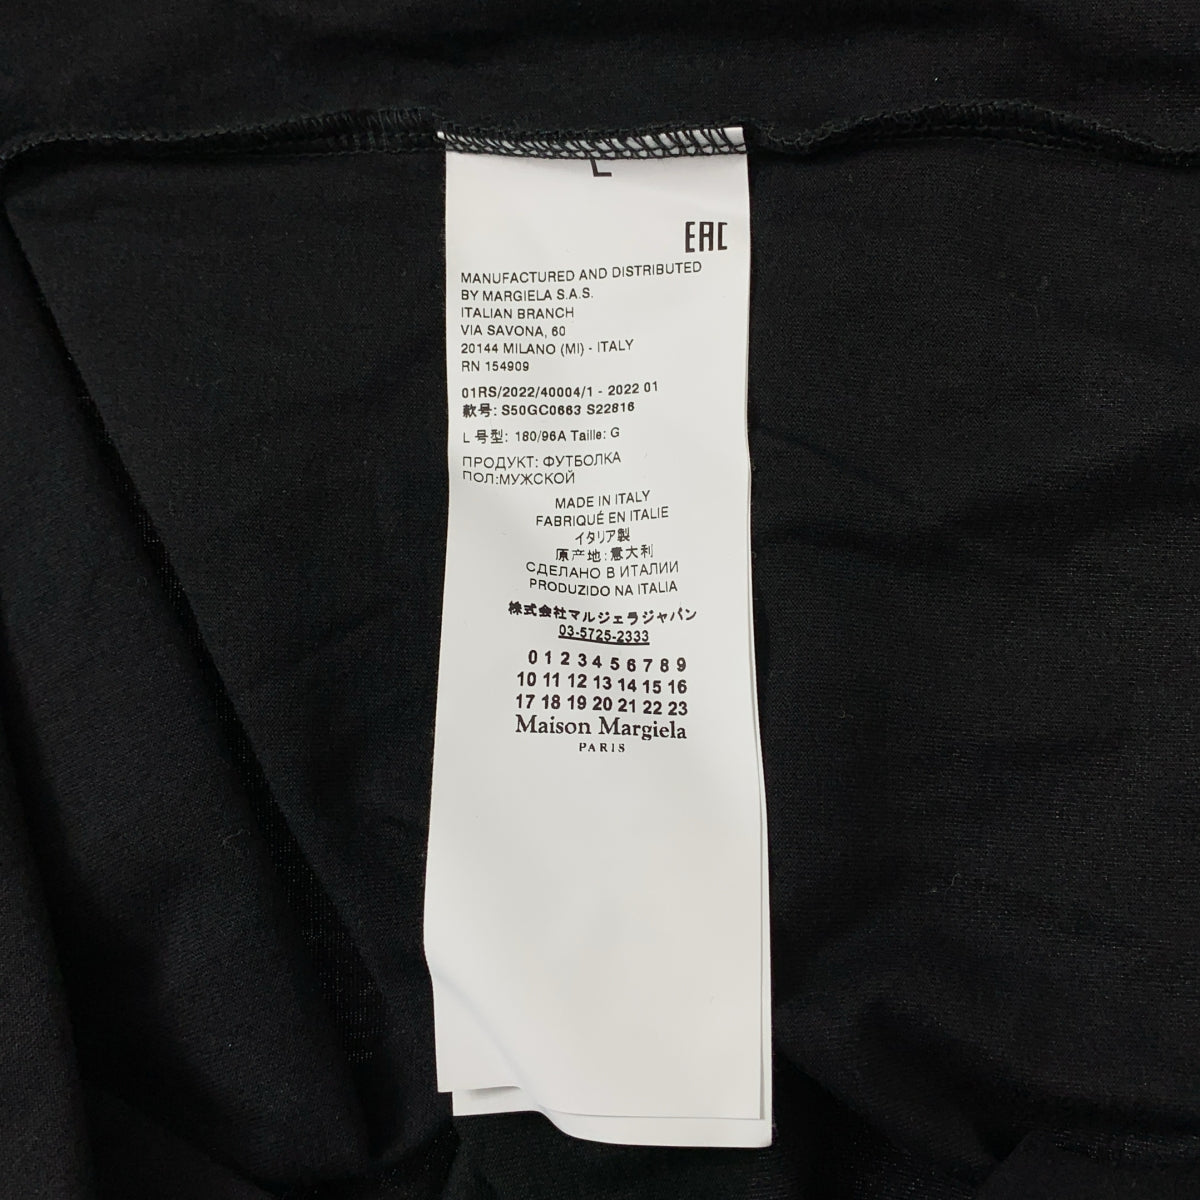 L
EAC
MANUFACTURED AND DISTRIBUTED
BY MARGIELA S.A.S.
ITALIAN BRANCH
VIA SAVONA, 60
20144 MILANO (MI) - ITALY
RN 154909
01RS/2022/40004/1 - 2022 01
款号: S50GC0663 S22816
L 号型: 180/96A Taille: G
ПРОДУКТ: ФУТБОЛКА
ПОЛ:МУЖСКОЙ
MADE IN ITALY
FABRIQUÉ EN ITALIE
イタリア製
原产地:意大利
СДЕЛАНО В ИТАЛИИ
PRODUZIDO NA ITALIA
株式会社マルジェラジャパン
03-5725-2333
0 1 2 3 4 5 6 7 8 9
10 11 12 13 14 15 16
17 18 19 20 21 22 23
Maison Margiela
PARIS